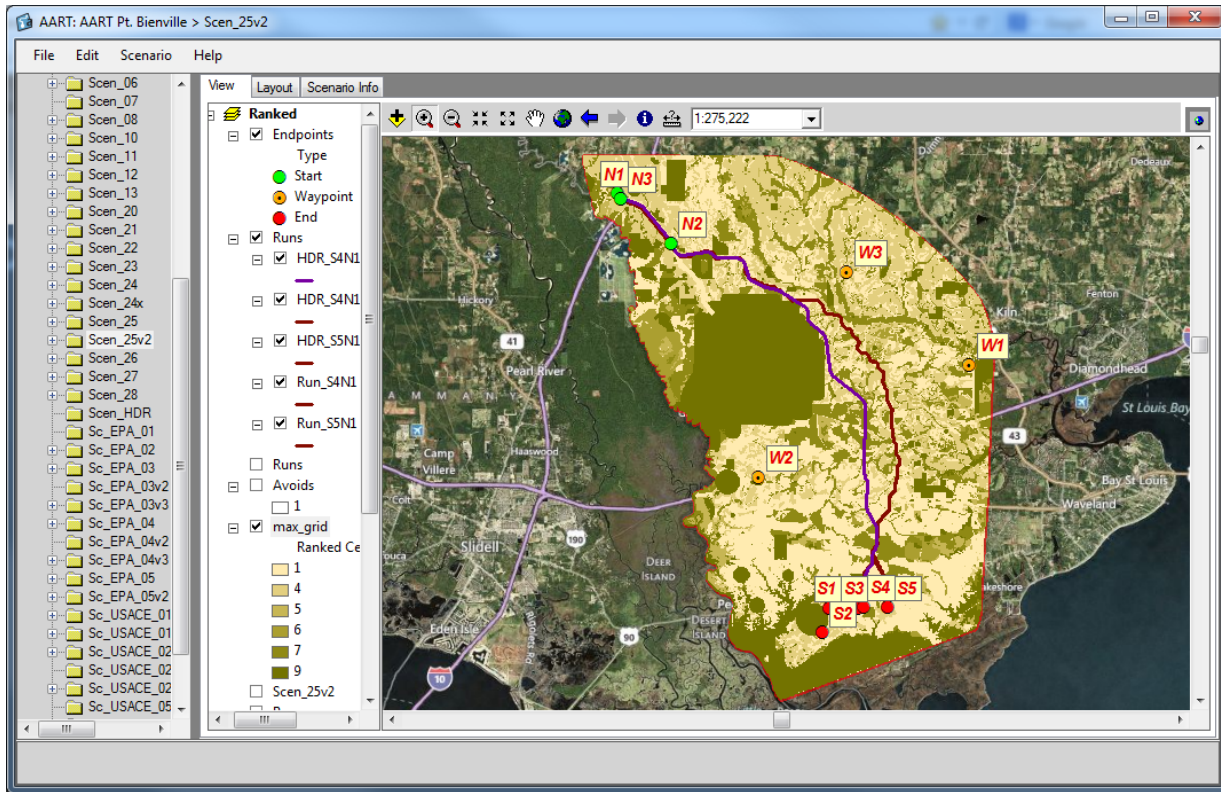 AART: AART Pt. Bienville > Scen_25v2
File Edit Scenario Help
Scen_06
Scen_07
Scen_08
Scen_10
Scen_11
Scen_12
Scen_13
Scen_20
Scen_21
Scen_22
Scen_23
Scen_24
Scen_24x
Scen_25
Scen_25v2
Scen_26
Scen_27
Scen_28
Scen_HDR
Sc_EPA_01
Sc_EPA_02
Sc_EPA_03
Sc_EPA_03v2
Sc_EPA_03v3
Sc_EPA_04
Sc_EPA_04v2
Sc_EPA_04v3
Sc_EPA_05
Sc_EPA_05v2
Sc_USACE_01
Sc_USACE_01
Sc_USACE_02
Sc_USACE_02
Sc_USACE_02
Sc_USACE_05
View Layout Scenario Info
Ranked
Endpoints
Type
Start
Waypoint
End
Runs
HDR_S4N1
HDR_S4N1
HDR_S5N1
Run_S4N1
Run_S5N1
Runs
Avoids
1
max_grid
Ranked Ce
1
4
5
6
7
9
Scen_25v2
1:275,222
Dedeaux
N1 N3
N2
W3
Hickory
Fenton
Kiln
41
Pearl River
W1
Diamondhead
St Louis Bay
Camp
Villere
Haaswood
43
W2
Bay St Louis
Waveland
190
Slidell
DEER
ISLAND
S1 S3 S4 S5
S2
akeshore
DESERT
ISLAND
90
Eden Isle
10